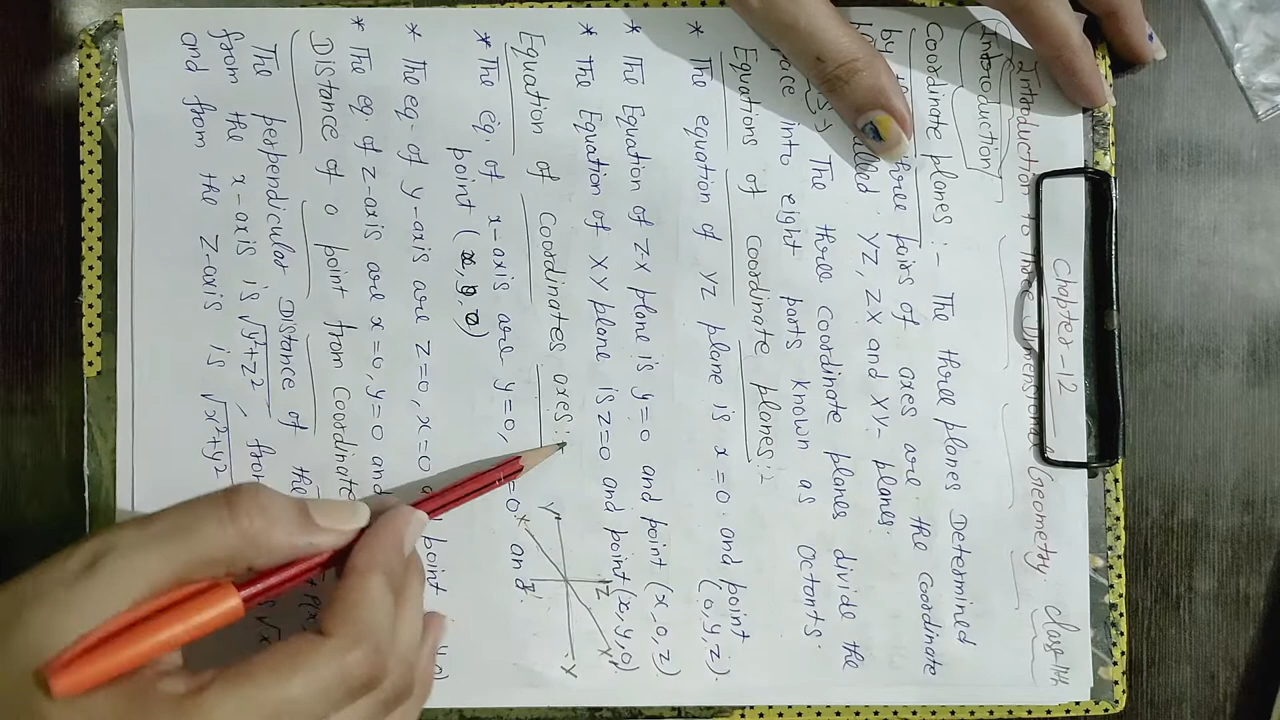 Chapter-12
Introduction to three Dimensional Geometry. class-11th
Introduction
Coordinate planes :- The three planes Determined
by three pairs of axes are the coordinate
called YZ, ZX and XY- planes.
The three coordinate planes divide the
into eight parts known as octants.
Equations of coordinate planes:-
* The equation of YZ plane is x=0 and point (0,y,z).
* The Equation of Z-X plane is y=0 and point (x,0,z)
* The Equation of XY plane is z=0 and point(x,y,0)
Equation of Coordinates axes:-
* The eq. of x-axis are y=0, =0 and
point (x,0,0)
* The eq. of y-axis are z=0, x=0 point
* The eq. of z-axis are x=0, y=0 and
Distance of a point from Coordinate
The perpendicular Distance of the
from the x-axis is √y²+z², from
and from the z-axis is √x²+y²
Y
X'
Z
X
Y